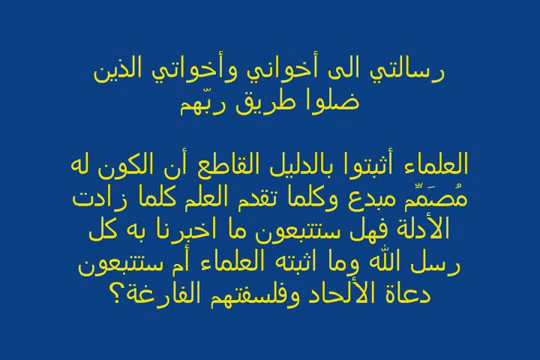 رسالتي الى أخواني وأخواتي الذين
ضلوا طريق ربّهم
العلماء أثبتوا بالدليل القاطع أن الكون له
مُصَمِّم مبدع وكلما تقدم العلم كلما زادت
الأدلة فهل ستتبعون ما اخبرنا به كل
رسل الله وما اثبته العلماء أم ستتبعون
دعاة الألحاد وفلسفتهم الفارغة؟